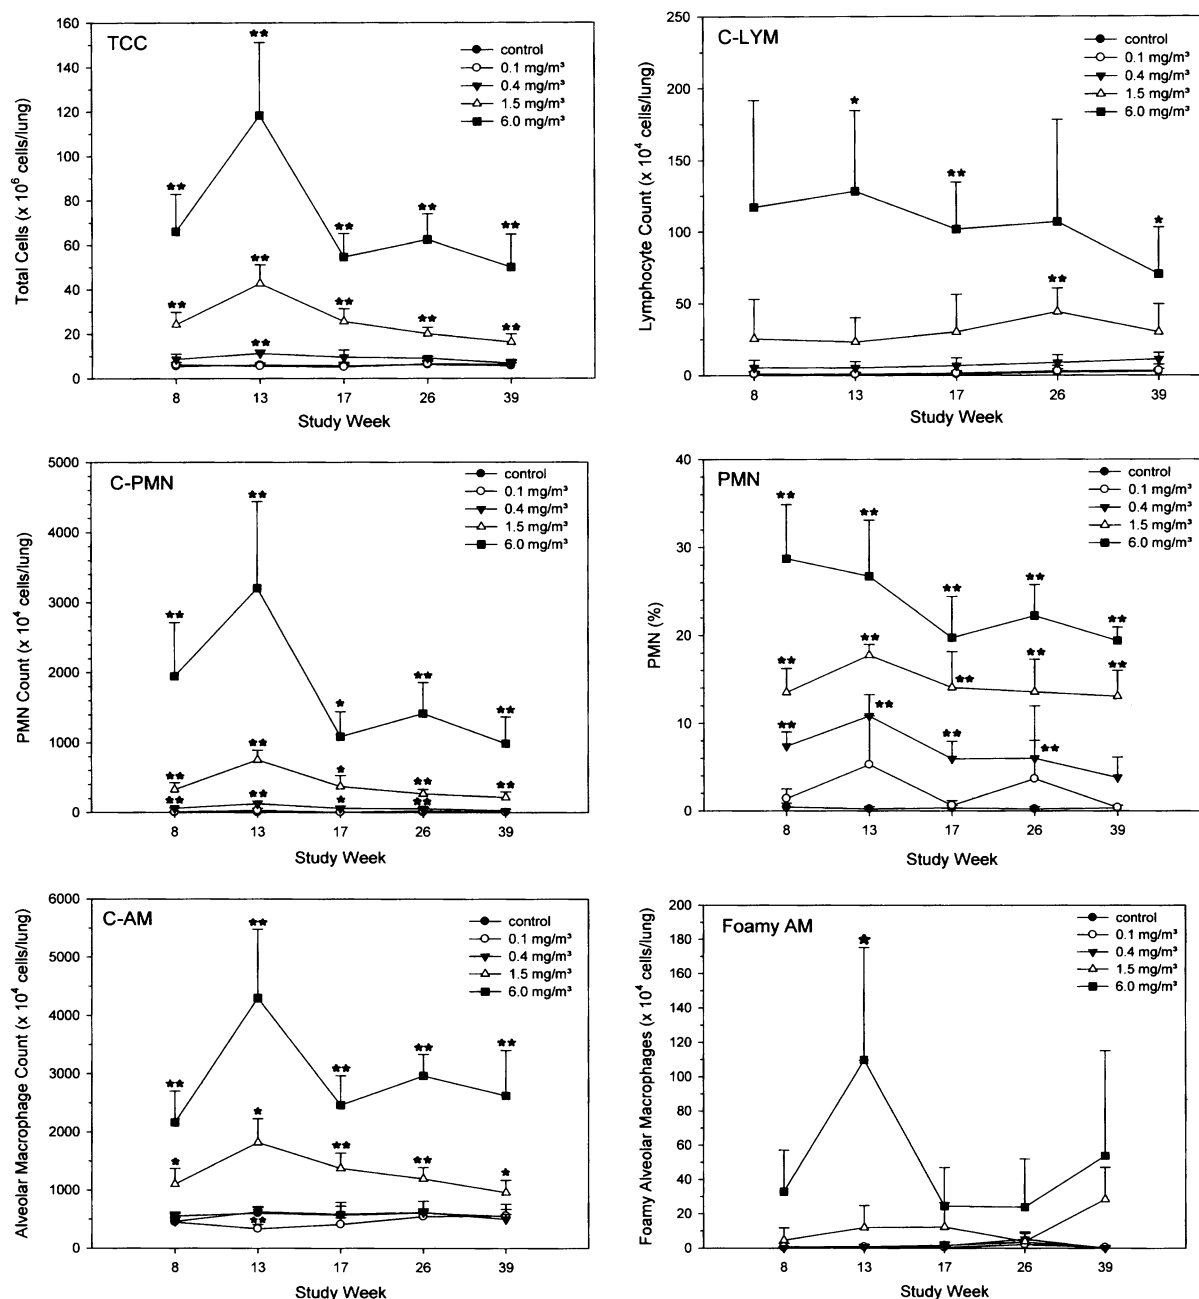 TCC
control
0.1 mg/m³
0.4 mg/m³
1.5 mg/m³
6.0 mg/m³
Total Cells (x 10⁶ cells/lung)
160
140
120
100
80
60
40
20
0
8 13 17 26 39
Study Week
C-LYM
control
0.1 mg/m³
0.4 mg/m³
1.5 mg/m³
6.0 mg/m³
Lymphocyte Count (x 10⁴ cells/lung)
250
200
150
100
50
0
8 13 17 26 39
Study Week
C-PMN
control
0.1 mg/m³
0.4 mg/m³
1.5 mg/m³
6.0 mg/m³
PMN Count (x 10⁴ cells/lung)
5000
4000
3000
2000
1000
0
8 13 17 26 39
Study Week
PMN
control
0.1 mg/m³
0.4 mg/m³
1.5 mg/m³
6.0 mg/m³
PMN (%)
40
30
20
10
0
8 13 17 26 39
Study Week
C-AM
control
0.1 mg/m³
0.4 mg/m³
1.5 mg/m³
6.0 mg/m³
Alveolar Macrophage Count (x 10⁴ cells/lung)
6000
5000
4000
3000
2000
1000
0
8 13 17 26 39
Study Week
Foamy AM
control
0.1 mg/m³
0.4 mg/m³
1.5 mg/m³
6.0 mg/m³
Foamy Alveolar Macrophages (x 10⁴ cells/lung)
200
180
160
140
120
100
80
60
40
20
0
8 13 17 26 39
Study Week